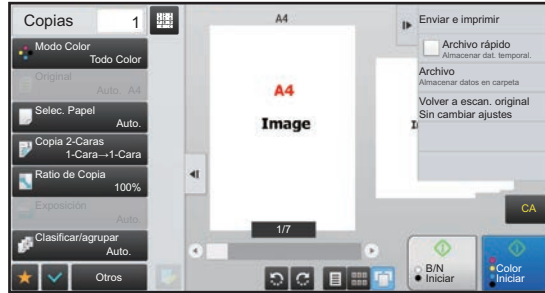 Copias 1
Modo Color
Todo Color
Original
Auto. A4
Selec. Papel
Auto.
Copia 2-Caras
1-Cara→1-Cara
Ratio de Copia
100%
Exposición
Auto.
Clasificar/agrupar
Auto.
Otros
A4
A4
Image
1/7
Enviar e imprimir
Archivo rápido
Almacenar dat. temporal.
Archivo
Almacenar datos en carpeta
Volver a escan. original
Sin cambiar ajustes
CA
B/N
Iniciar
Color
Iniciar